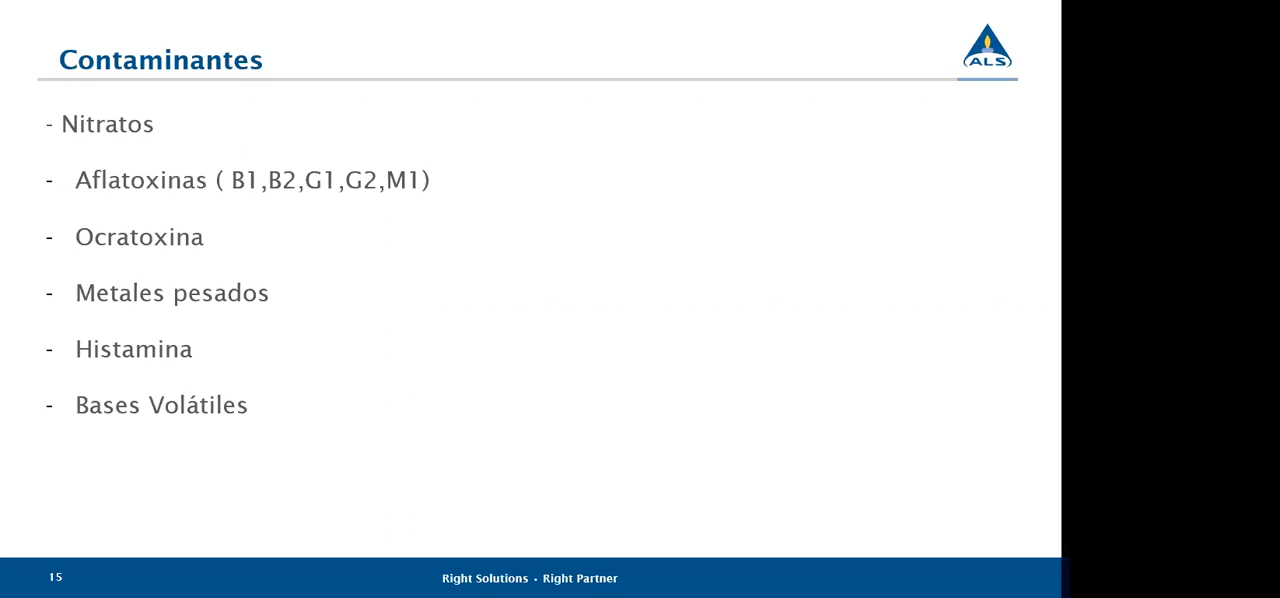 Contaminantes
ALS
- Nitratos
- Aflatoxinas ( B1,B2,G1,G2,M1)
- Ocratoxina
- Metales pesados
- Histamina
- Bases Volátiles
15
Right Solutions • Right Partner